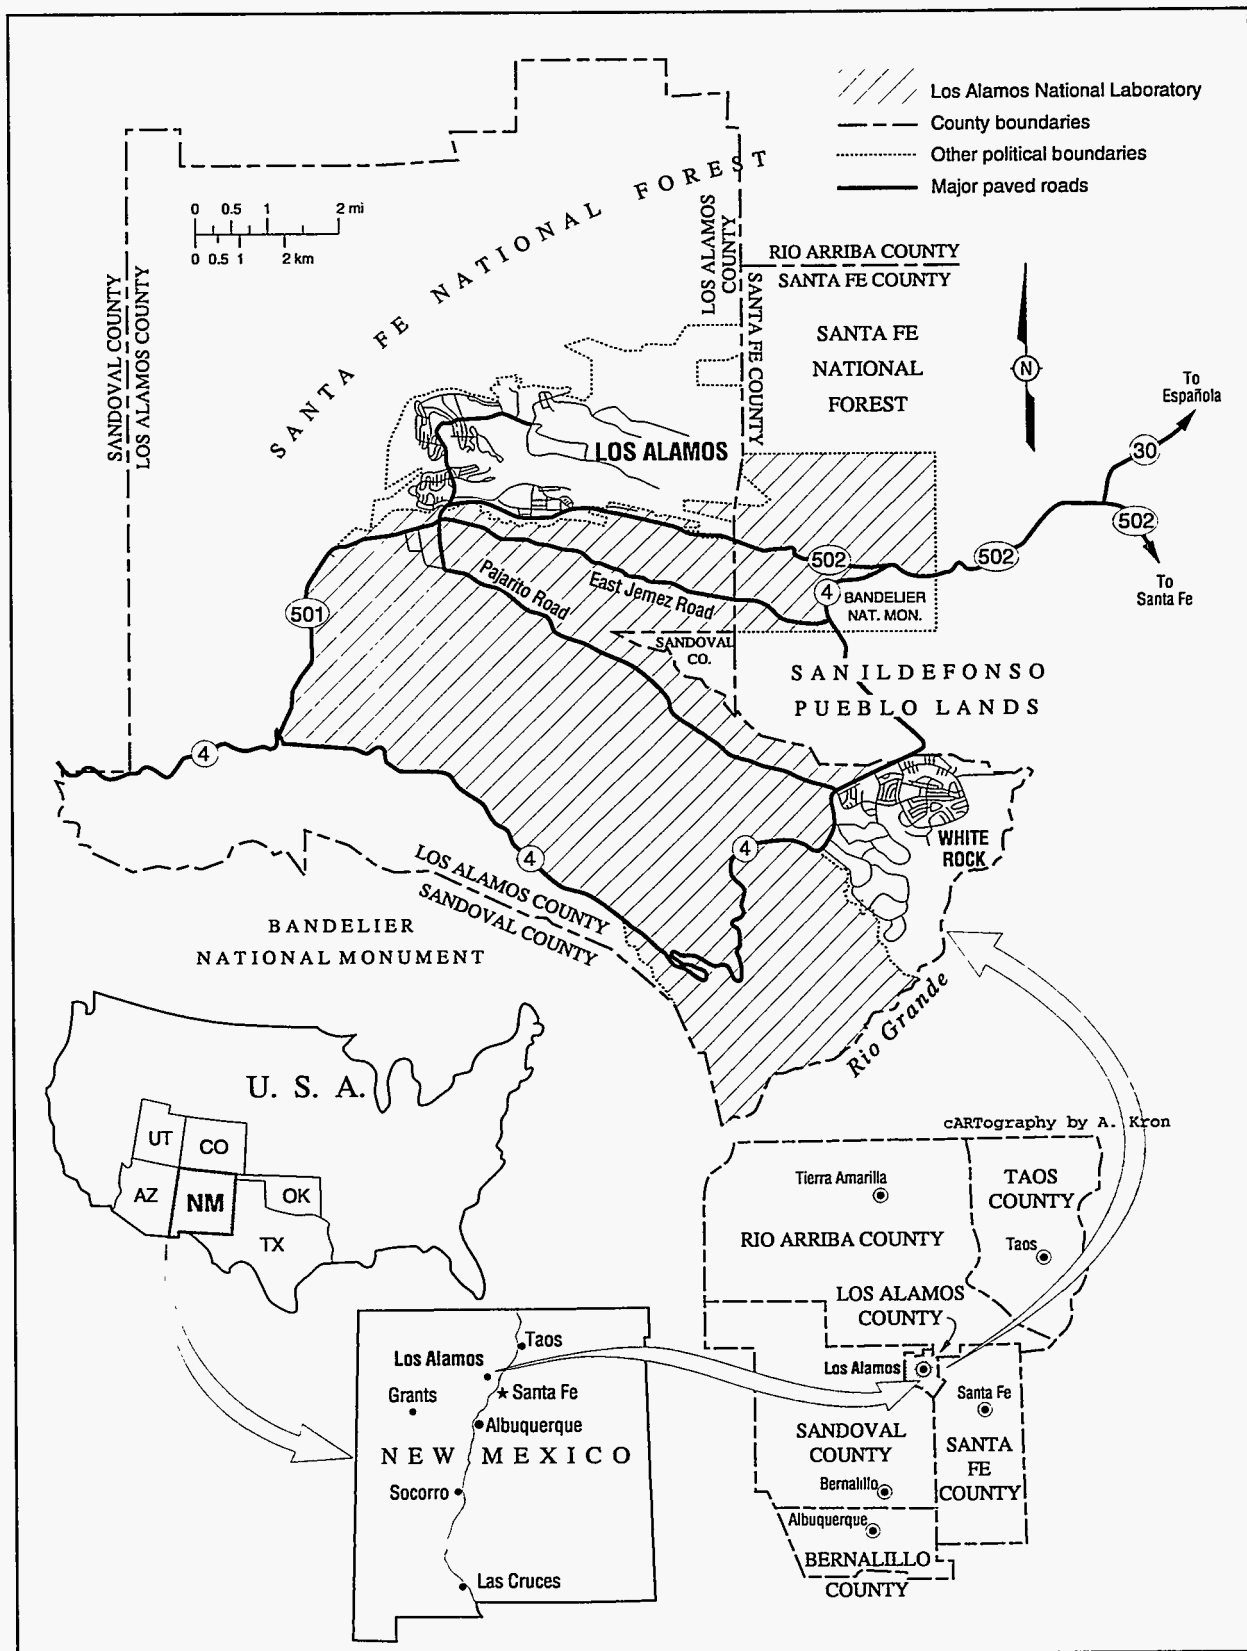 Los Alamos National Laboratory
County boundaries
Other political boundaries
Major paved roads
0 0.5 1 2 mi
0 0.5 1 2 km
SANTA FE NATIONAL FOREST
SANDOVAL COUNTY
LOS ALAMOS COUNTY
LOS ALAMOS
COUNTY
SANTA FE COUNTY
RIO ARRIBA COUNTY
SANTA FE COUNTY
SANTA FE
NATIONAL
FOREST
N
To
Española
30
502
To
Santa Fe
502
502
LOS ALAMOS
501
Pajarito Road
East Jemez Road
4
BANDELIER
NAT. MON.
SANDOVAL
CO.
SAN ILDEFONSO
PUEBLO LANDS
4
4
4
WHITE
ROCK
LOS ALAMOS COUNTY
SANDOVAL COUNTY
BANDELIER
NATIONAL MONUMENT
Rio Grande
U. S. A.
UT
CO
AZ
NM
OK
TX
cARTography by A. Kron
Tierra Amarilla
TAOS
COUNTY
RIO ARRIBA COUNTY
Taos
LOS ALAMOS
COUNTY
Los Alamos
Santa Fe
SANDOVAL
COUNTY
SANTA
FE
COUNTY
Bernalillo
Albuquerque
BERNALILLO
COUNTY
Taos
Los Alamos
Santa Fe
Grants
Albuquerque
NEW MEXICO
Socorro
Las Cruces